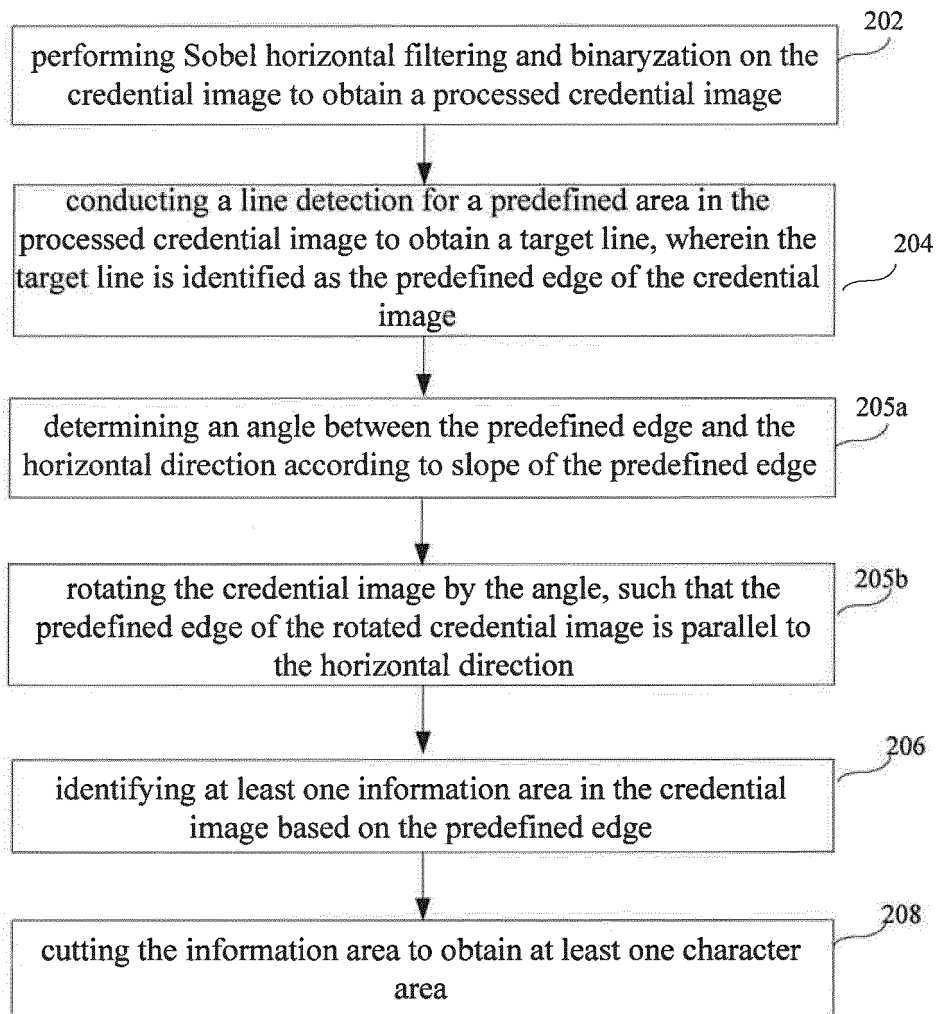 202
performing Sobel horizontal filtering and binaryzation on the
credential image to obtain a processed credential image
conducting a line detection for a predefined area in the
processed credential image to obtain a target line, wherein the
204
target line is identified as the predefined edge of the credential
image
205a
determining an angle between the predefined edge and the
horizontal direction according to slope of the predefined edge
205b
rotating the credential image by the angle, such that the
predefined edge of the rotated credential image is parallel to
the horizontal direction
206
identifying at least one information area in the credential
image based on the predefined edge
208
cutting the information area to obtain at least one character
area